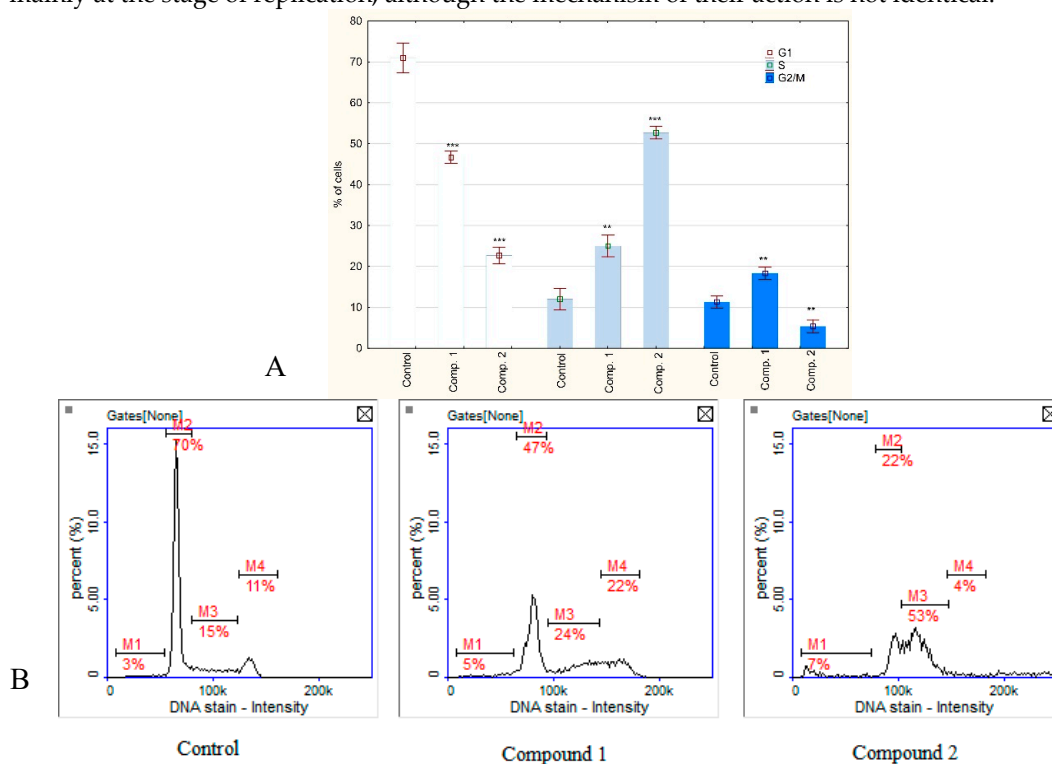 mainly at the stage of replication, although the mechanism of their action is not identical.
80
70
60
50
40
30
20
10
0
% of cells
G1
S
G2/M
***
***
**
***
**
**
Control
Comp. 1
Comp. 2
Control
Comp. 1
Comp. 2
Control
Comp. 1
Comp. 2
A
B
Gates[None]
M2
70%
M4
11%
M3
15%
M1
3%
percent (%)
15.0
10.0
5.00
0
0
100k
200k
DNA stain - Intensity
Control
Gates[None]
M2
47%
M4
22%
M3
24%
M1
5%
percent (%)
15.0
10.0
5.00
0
0
100k
200k
DNA stain - Intensity
Compound 1
Gates[None]
M2
22%
M4
4%
M3
53%
M1
7%
percent (%)
15.0
10.0
5.00
0
0
100k
200k
DNA stain - Intensity
Compound 2